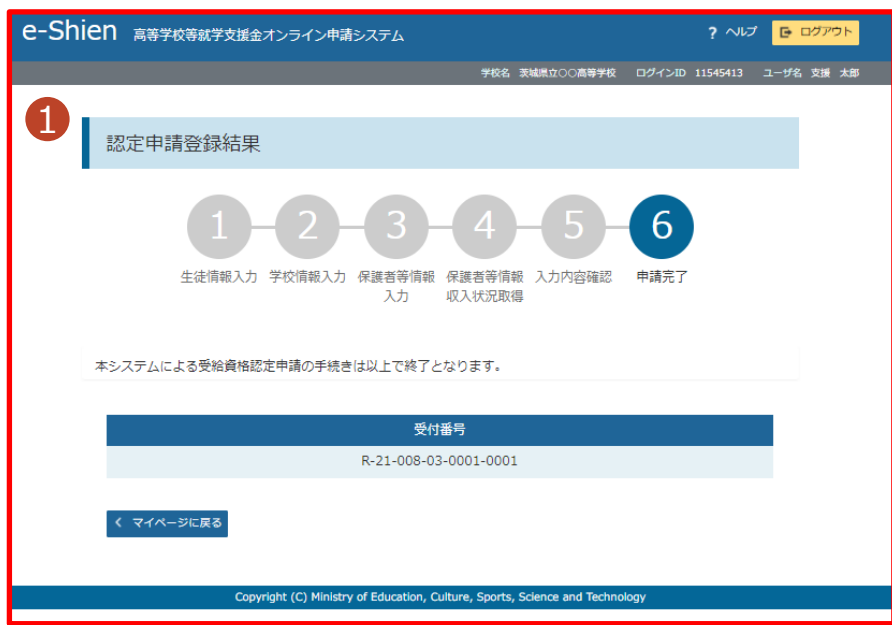 e-Shien 高等学校等就学支援金オンライン申請システム ? ヘルプ ログアウト
学校名 茨城県立〇〇高等学校 ログインID 11545413 ユーザ名 支援 太郎
1
認定申請登録結果
1 2 3 4 5 6
生徒情報入力 学校情報入力 保護者等情報 保護者等情報 入力内容確認 申請完了
入力 収入状況取得
本システムによる受給資格認定申請の手続きは以上で終了となります。
受付番号
R-21-008-03-0001-0001
マイページに戻る
Copyright (C) Ministry of Education, Culture, Sports, Science and Technology